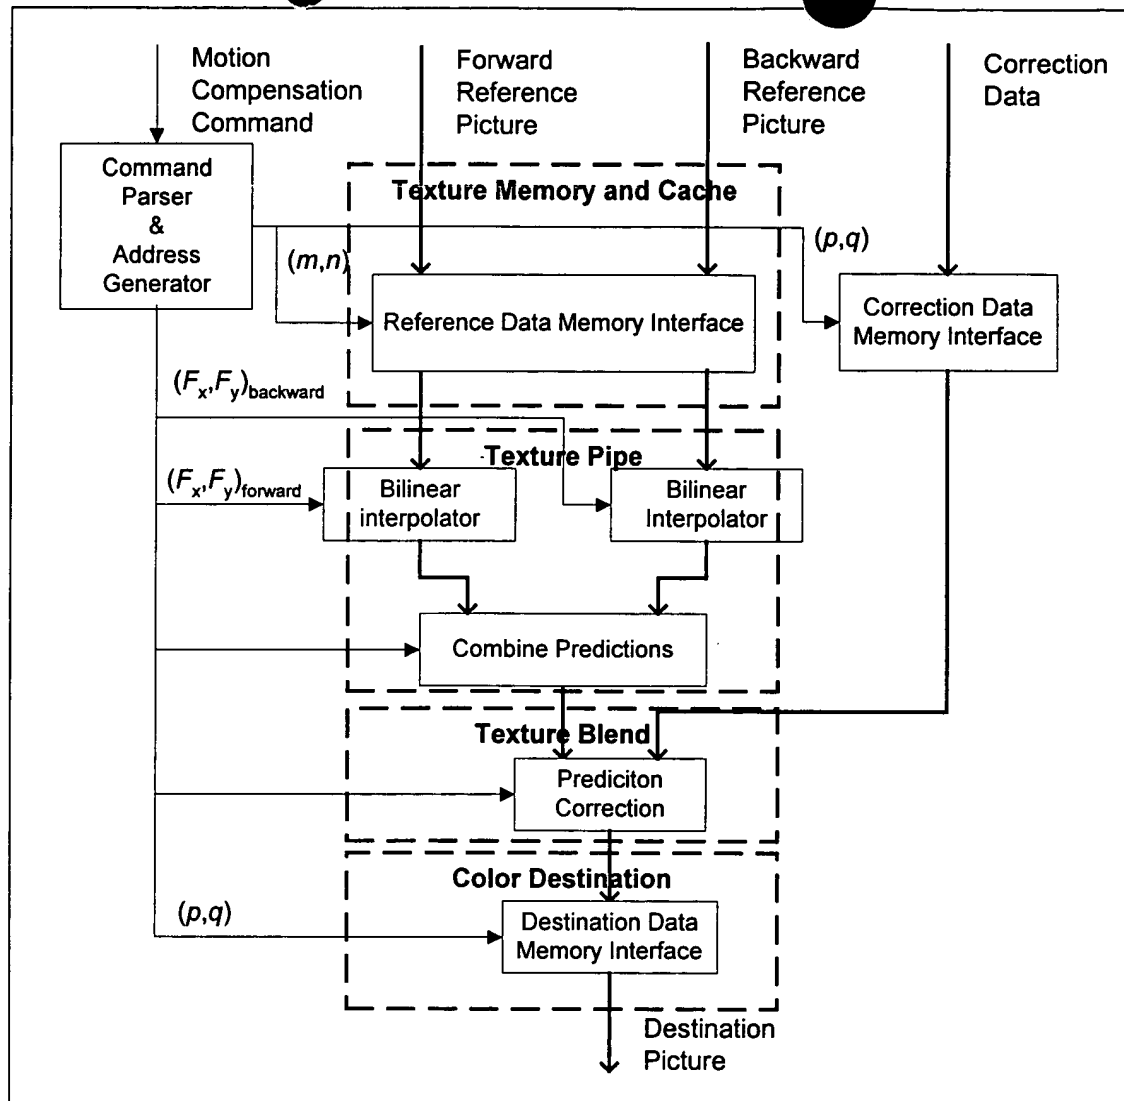 Motion
Compensation
Command
Forward
Reference
Picture
Backward
Reference
Picture
Correction
Data
Command
Parser
&
Address
Generator
Texture Memory and Cache
(m,n)
(p,q)
Reference Data Memory Interface
Correction Data
Memory Interface
(Fx,Fy)backward
Texture Pipe
(Fx,Fy)forward
Bilinear
interpolator
Bilinear
Interpolator
Combine Predictions
Texture Blend
Prediciton
Correction
Color Destination
(p,q)
Destination Data
Memory Interface
Destination
Picture